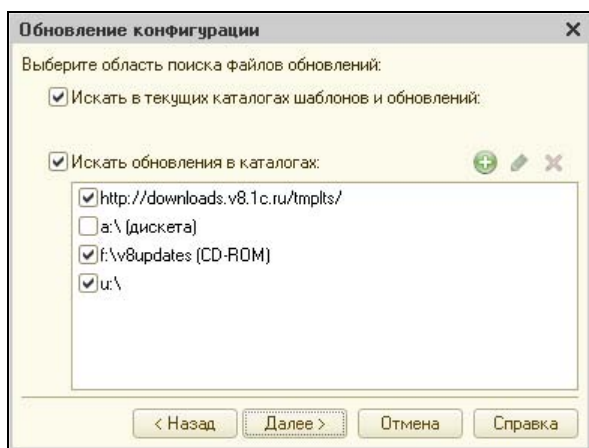 Обновление конфигурации
Выберите область поиска файлов обновлений:
Искать в текущих каталогах шаблонов и обновлений:
Искать обновления в каталогах:
http://downloads.v8.1c.ru/tmplts/
a:\ (дискета)
f:\v8updates (CD-ROM)
u:\
< Назад Далее > Отмена Справка